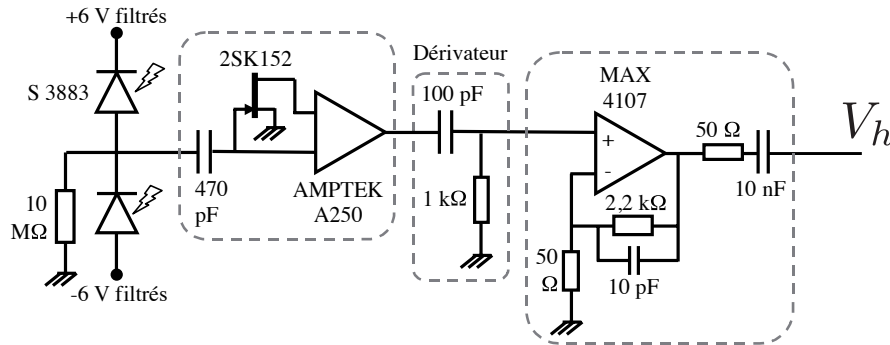 +6 V filtrés
S 3883
10
MΩ
-6 V filtrés
2SK152
470
pF
AMPTEK
A250
Dérivateur
100 pF
1 kΩ
MAX
4107
+
-
50 Ω
10 nF
2,2 kΩ
10 pF
50
Ω
Vh